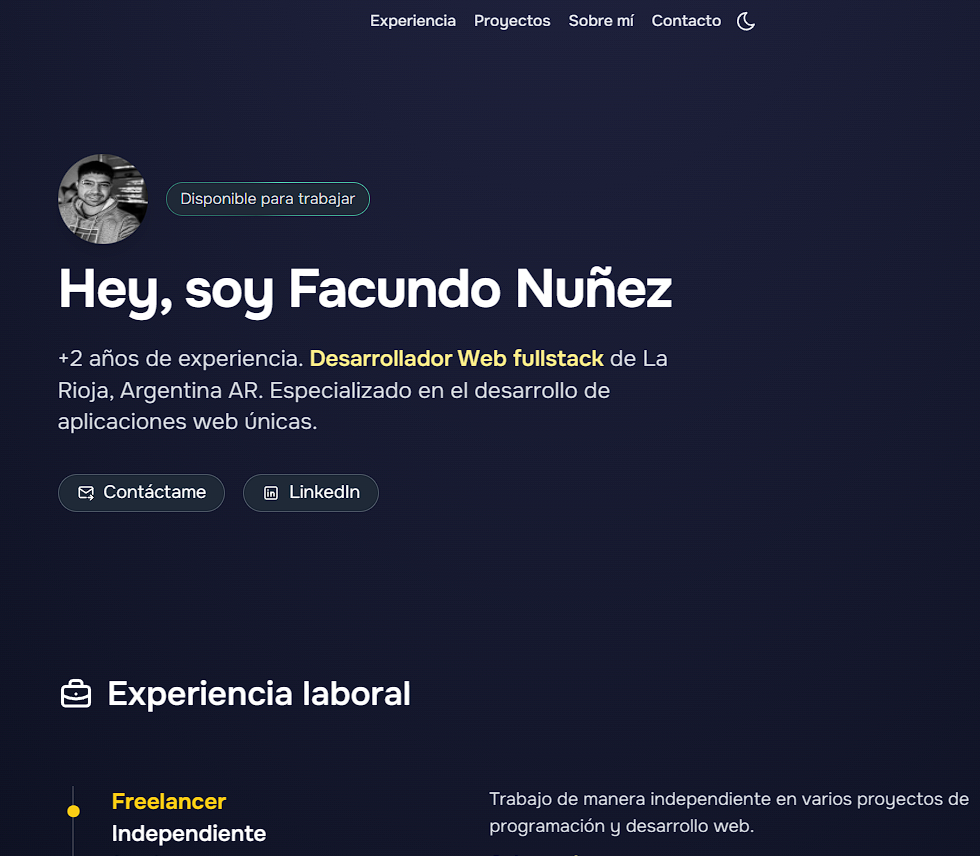 Experiencia Proyectos Sobre mí Contacto
Disponible para trabajar
Hey, soy Facundo Nuñez
+2 años de experiencia. Desarrollador Web fullstack de La
Rioja, Argentina AR. Especializado en el desarrollo de
aplicaciones web únicas.
Contáctame LinkedIn
Experiencia laboral
Freelancer
Independiente
Trabajo de manera independiente en varios proyectos de
programación y desarrollo web.